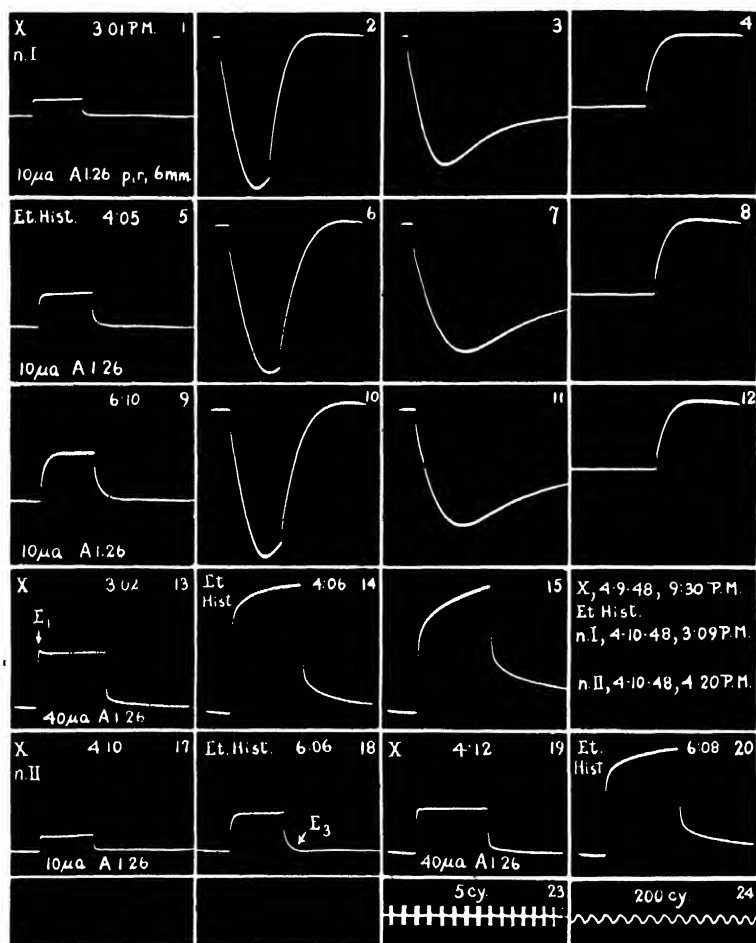 X 3:01 P.M. 1
n.I
10µa A1.26 p,r, 6mm
2
3
4
Et.Hist. 4:05 5
10µa A1.26
6
7
8
6:10 9
10µa A1.26
10
11
12
X 3:02 13
E₁
40µa A1.26
Et 4:06 14
Hist
15
X, 4·9·48, 9:30 P.M.
Et Hist.
n.I, 4·10·48, 3:09 P.M.
n.II, 4·10·48, 4:20 P.M.
X 4:10 17
n.II
10µa A1.26
Et.Hist. 6:06 18
E₃
X 4:12 19
40µa A1.26
Et. 6:08 20
Hist
5 cy. 23
200 cy. 24